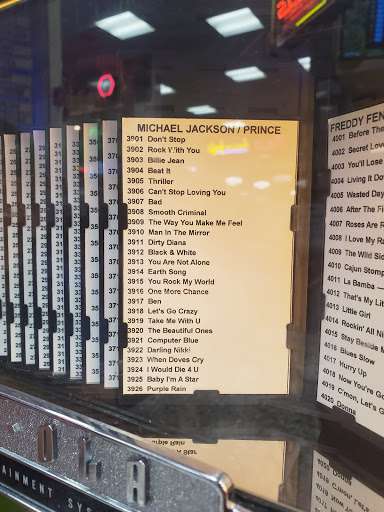 MICHAEL JACKSON / PRINCE
3901 Don't Stop
3902 Rock With You
3903 Billie Jean
3904 Beat It
3905 Thriller
3906 Can't Stop Loving You
3907 Bad
3908 Smooth Criminal
3909 The Way You Make Me Feel
3910 Man In The Mirror
3911 Dirty Diana
3912 Black & White
3913 You Are Not Alone
3914 Earth Song
3915 You Rock My World
3916 One More Chance
3917 Ben
3918 Let's Go Crazy
3919 Take Me With U
3920 The Beautiful Ones
3921 Computer Blue
3922 Darling Nikki
3923 When Doves Cry
3924 I Would Die 4 U
3925 Baby I'm A Star
3926 Purple Rain
FREDDY FEN
4001 Before The
4002 Secret Lov
4003 You'll Lose
4004 Living It Do
4005 Wasted Day
4006 After The Fi
4007 Roses Are R
4008 I Love My R
4009 The Wild Si
4010 Cajun Stomp
4011 La Bamba
4012 That's My Lit
4013 Little Girl
4014 Rockin' All Ni
4015 Stay Beside M
4016 Blues Slow
4017 Hurry Up
4018 Now You're Go
4019 C'mon, Let's G
4020 Donna
OLA
AINMENT SYS